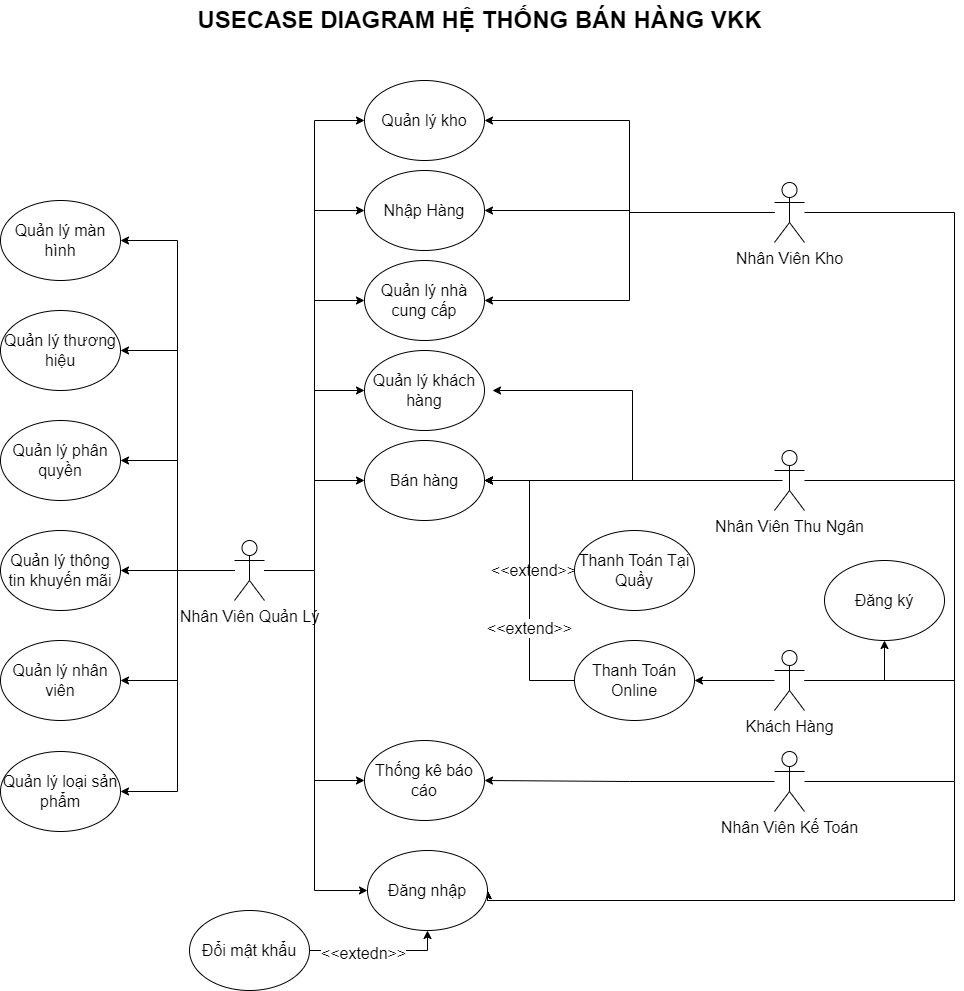 USECASE DIAGRAM HỆ THỐNG BÁN HÀNG VKK
Quản lý kho
Nhập Hàng
Quản lý nhà
cung cấp
Quản lý khách
hàng
Bán hàng
Nhân Viên Kho
Quản lý màn
hình
Quản lý thương
hiệu
Quản lý phân
quyền
Quản lý thông
tin khuyến mãi
Quản lý nhân
viên
Quản lý loại sản
phẩm
Nhân Viên Quản Lý
Nhân Viên Thu Ngân
<<extend>>
Thanh Toán Tại
Quầy
<<extend>>
Thanh Toán
Online
Đăng ký
Khách Hàng
Thống kê báo
cáo
Nhân Viên Kế Toán
Đăng nhập
Đổi mật khẩu
<<extedn>>